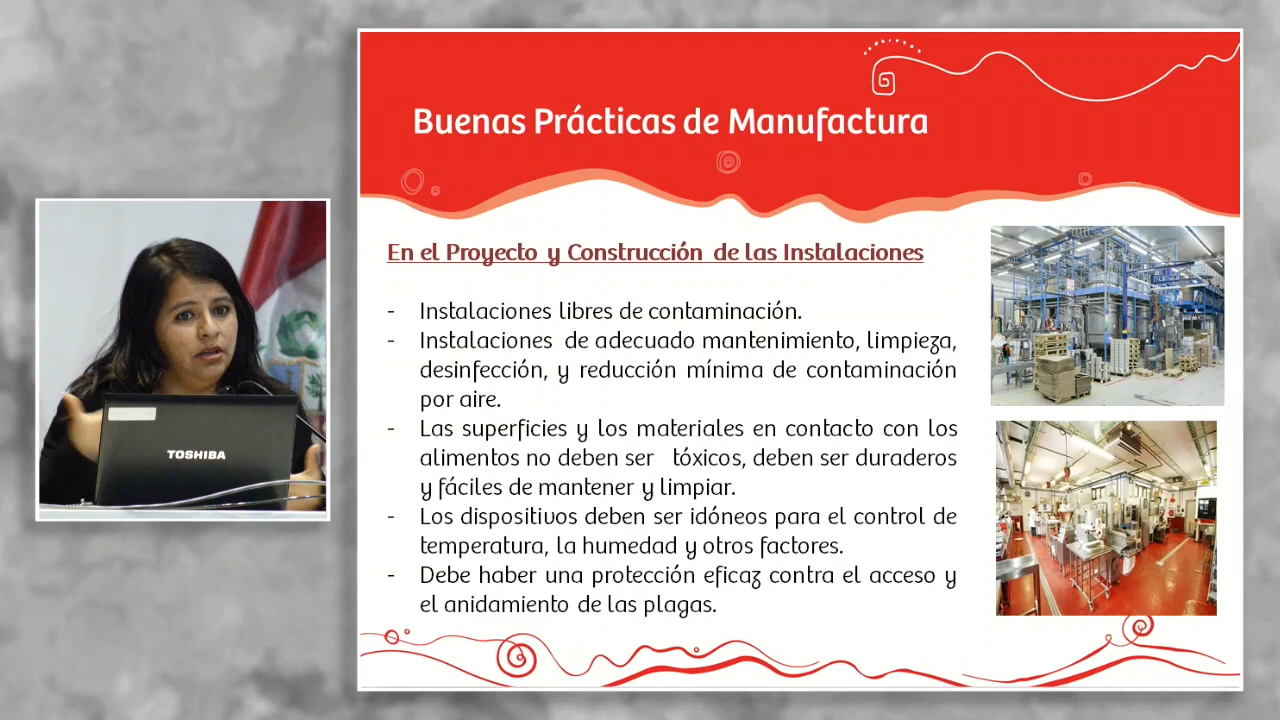 Buenas Prácticas de Manufactura
En el Proyecto y Construcción de las Instalaciones
- Instalaciones libres de contaminación.
- Instalaciones de adecuado mantenimiento, limpieza,
desinfección, y reducción mínima de contaminación
por aire.
- Las superficies y los materiales en contacto con los
alimentos no deben ser tóxicos, deben ser duraderos
y fáciles de mantener y limpiar.
- Los dispositivos deben ser idóneos para el control de
temperatura, la humedad y otros factores.
- Debe haber una protección eficaz contra el acceso y
el anidamiento de las plagas.
TOSHIBA